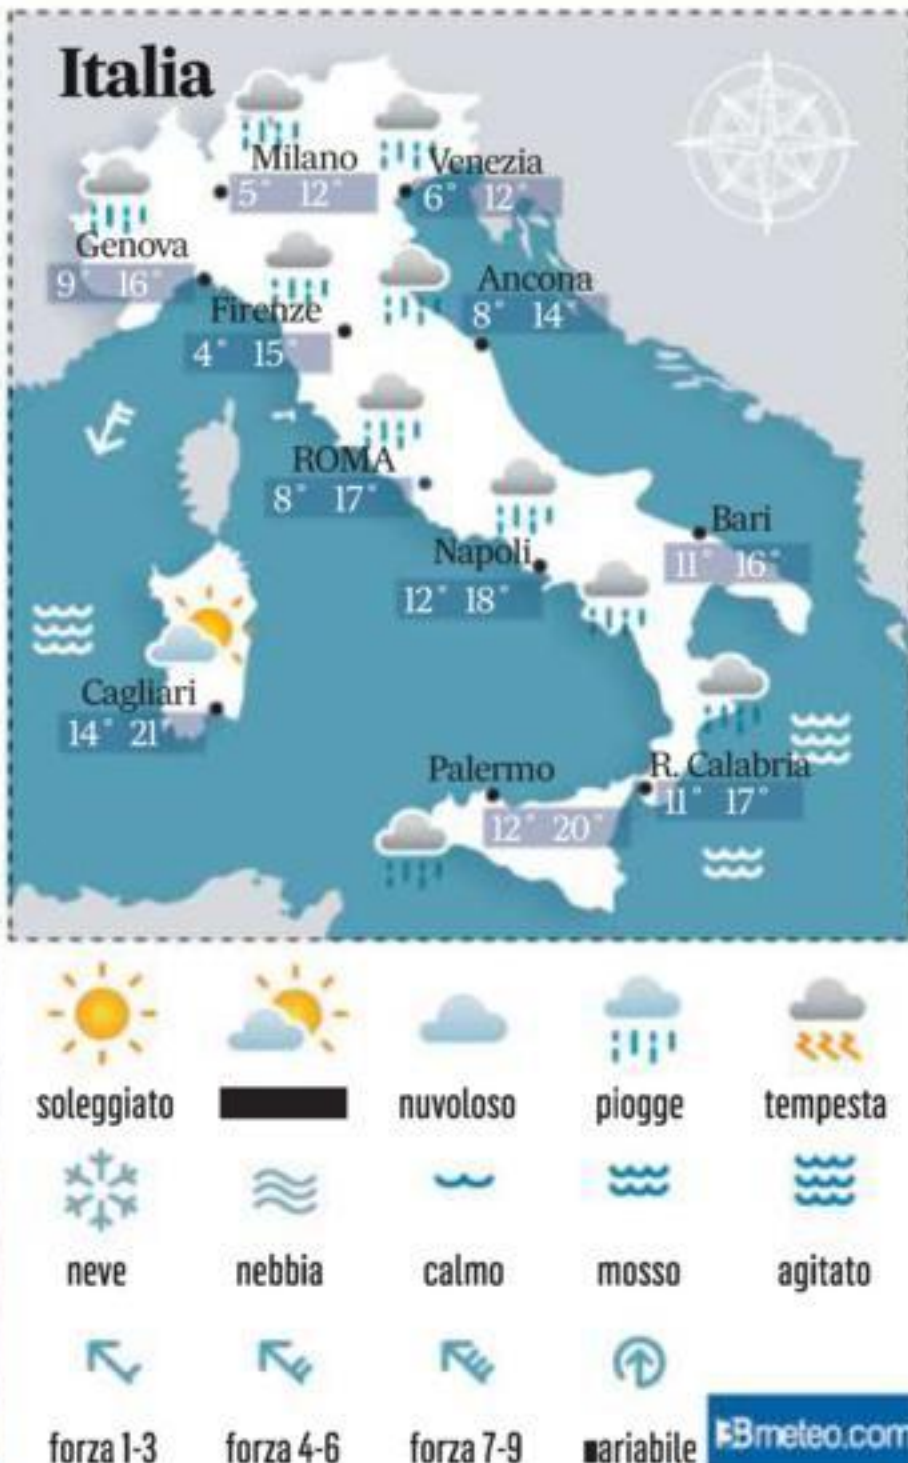 Italia
Milano
5° 12°
Venezia
6° 12°
Genova
9° 16°
Ancona
8° 14°
Firenze
4° 15°
ROMA
8° 17°
Bari
11° 16°
Napoli
12° 18°
Cagliari
14° 21°
Palermo
12° 20°
R. Calabria
11° 17°
soleggiato
nuvoloso
piogge
tempesta
neve
nebbia
calmo
mosso
agitato
forza 1-3
forza 4-6
forza 7-9
ariabile
3Bmeteo.com